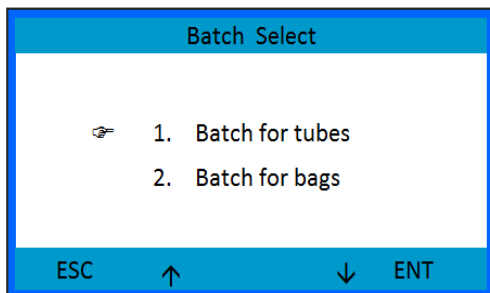 Batch Select
☞ 1. Batch for tubes
2. Batch for bags
ESC ↑ ↓ ENT